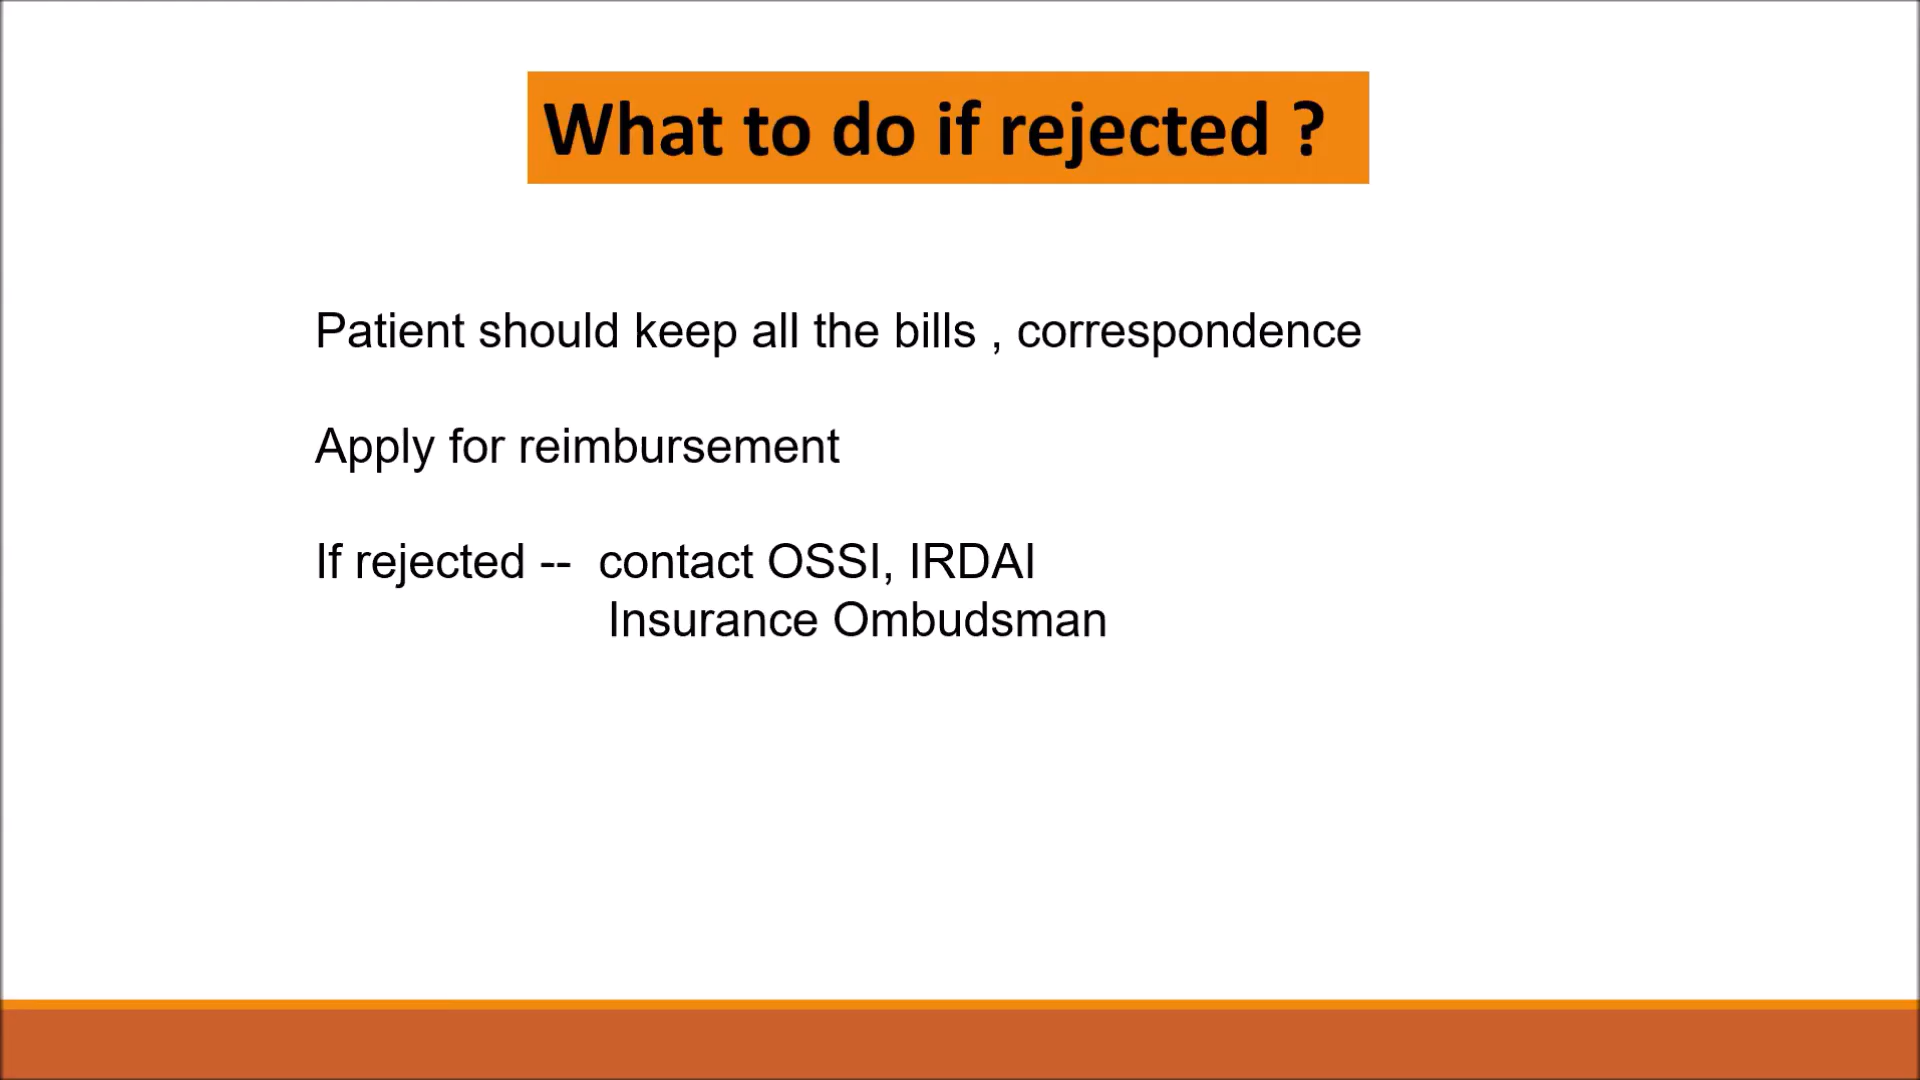 What to do if rejected ?
Patient should keep all the bills , correspondence
Apply for reimbursement
If rejected -- contact OSSI, IRDAI
Insurance Ombudsman